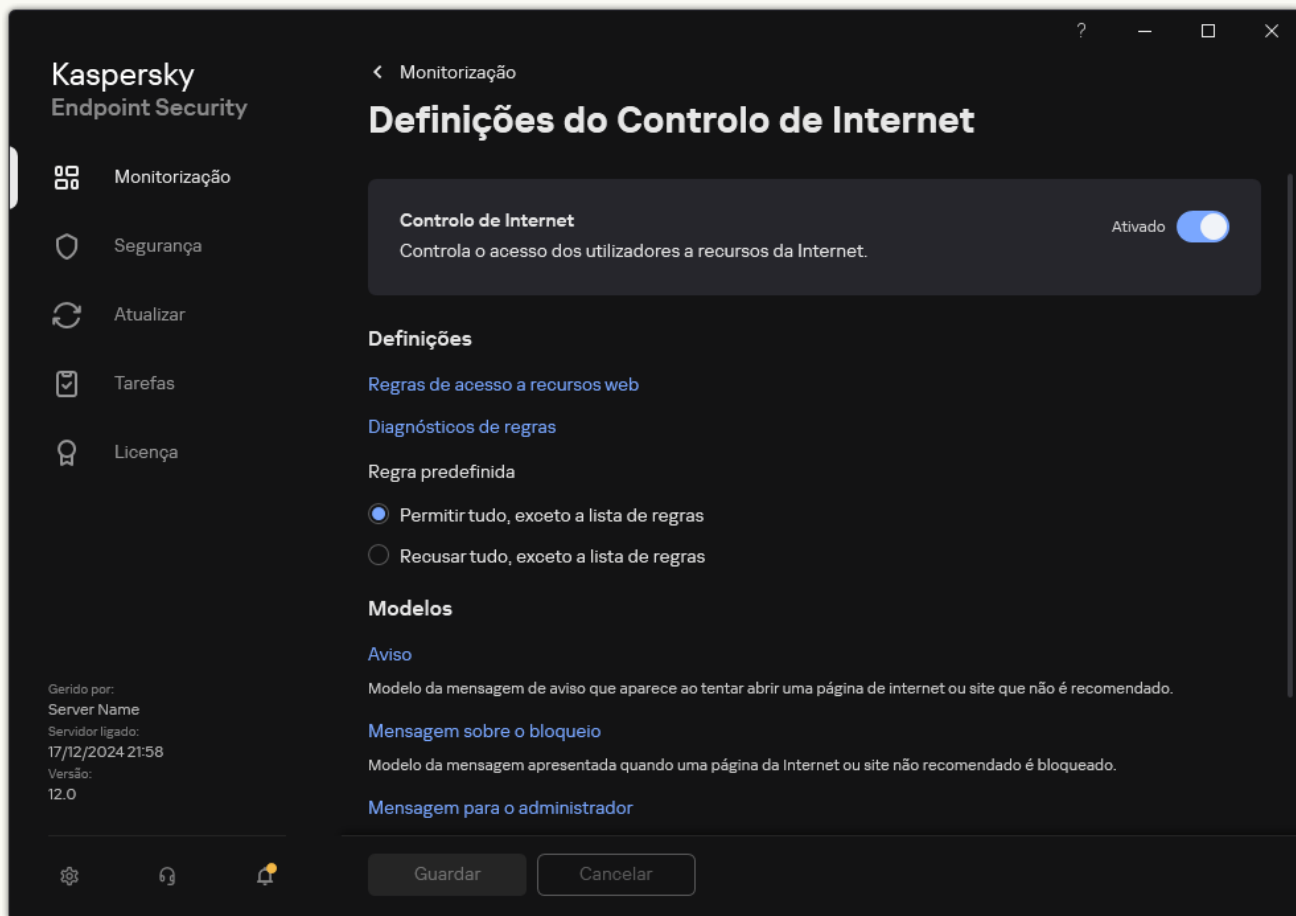 ?
Kaspersky
Endpoint Security
Monitorização
Segurança
Atualizar
Tarefas
Licença
Gerido por:
Server Name
Servidor ligado:
17/12/2024 21:58
Versão:
12.0
Monitorização
Definições do Controlo de Internet
Controlo de Internet
Controla o acesso dos utilizadores a recursos da Internet.
Ativado
Definições
Regras de acesso a recursos web
Diagnósticos de regras
Regra predefinida
Permitir tudo, exceto a lista de regras
Recusar tudo, exceto a lista de regras
Modelos
Aviso
Modelo da mensagem de aviso que aparece ao tentar abrir uma página de internet ou site que não é recomendado.
Mensagem sobre o bloqueio
Modelo da mensagem apresentada quando uma página da Internet ou site não recomendado é bloqueado.
Mensagem para o administrador
Guardar
Cancelar